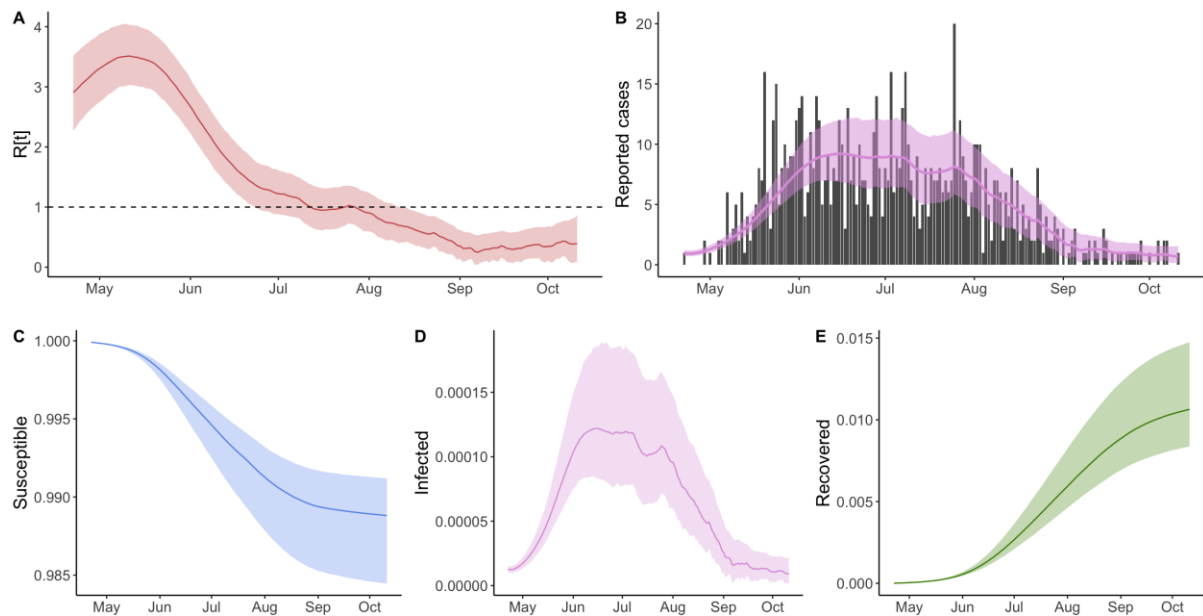 A
R[t]
4
3
2
1
0
May Jun Jul Aug Sep Oct
B
Reported cases
20
15
10
5
0
May Jun Jul Aug Sep Oct
C
Susceptible
1.000
0.995
0.990
0.985
May Jun Jul Aug Sep Oct
D
Infected
0.00015
0.00010
0.00005
0.00000
May Jun Jul Aug Sep Oct
E
Recovered
0.015
0.010
0.005
0.000
May Jun Jul Aug Sep Oct